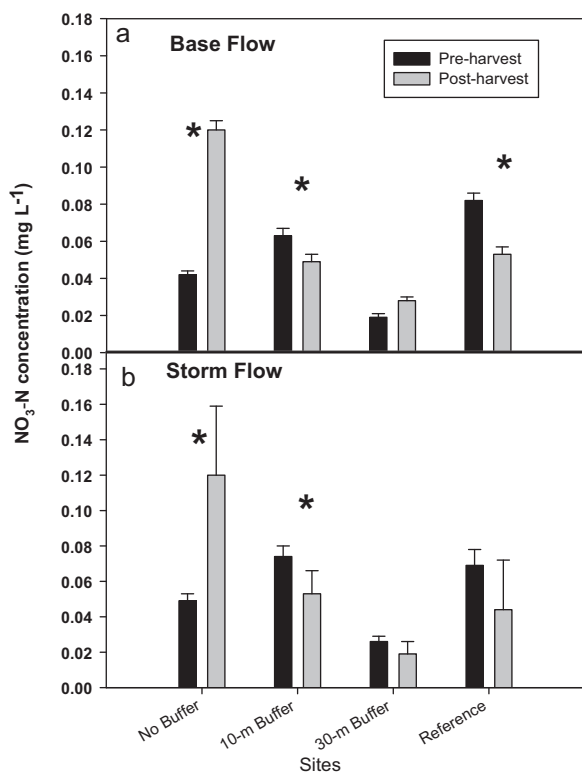 a
Base Flow
Pre-harvest
Post-harvest
0.18
0.16
0.14
0.12
0.10
0.08
0.06
0.04
0.02
0.00
*
*
*
NO₃-N concentration (mg L⁻¹)
b
Storm Flow
0.18
0.16
0.14
0.12
0.10
0.08
0.06
0.04
0.02
0.00
*
*
No Buffer
10-m Buffer
30-m Buffer
Reference
Sites